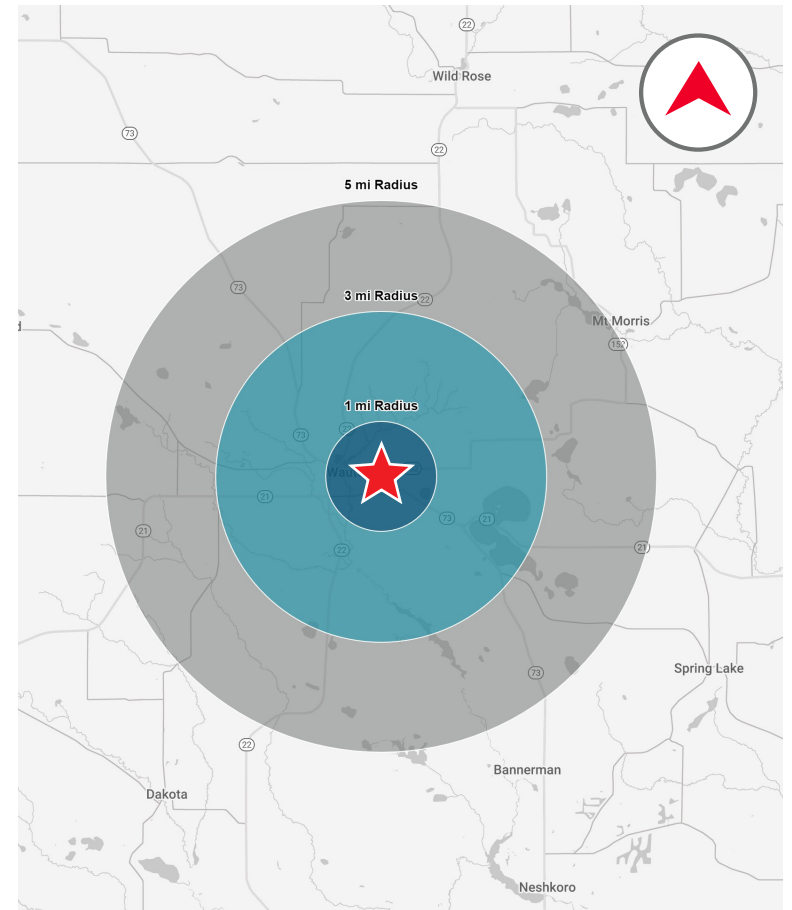 22
Wild Rose
73
22
5 mi Radius
73
3 mi Radius
22
Mt Morris
152
1 mi Radius
73
21
73
21
21
22
21
Spring Lake
73
22
Bannerman
Dakota
Neshkoro